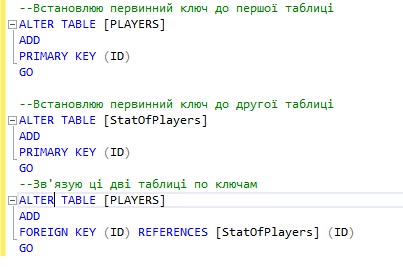 --Встановлюю первинний ключ до першої таблиці
ALTER TABLE [PLAYERS]
ADD
PRIMARY KEY (ID)
GO
--Встановлюю первинний ключ до другої таблиці
ALTER TABLE [StatOfPlayers]
ADD
PRIMARY KEY (ID)
GO
--Зв'язую ці дві таблиці по ключам
ALTER TABLE [PLAYERS]
ADD
FOREIGN KEY (ID) REFERENCES [StatOfPlayers] (ID)
GO